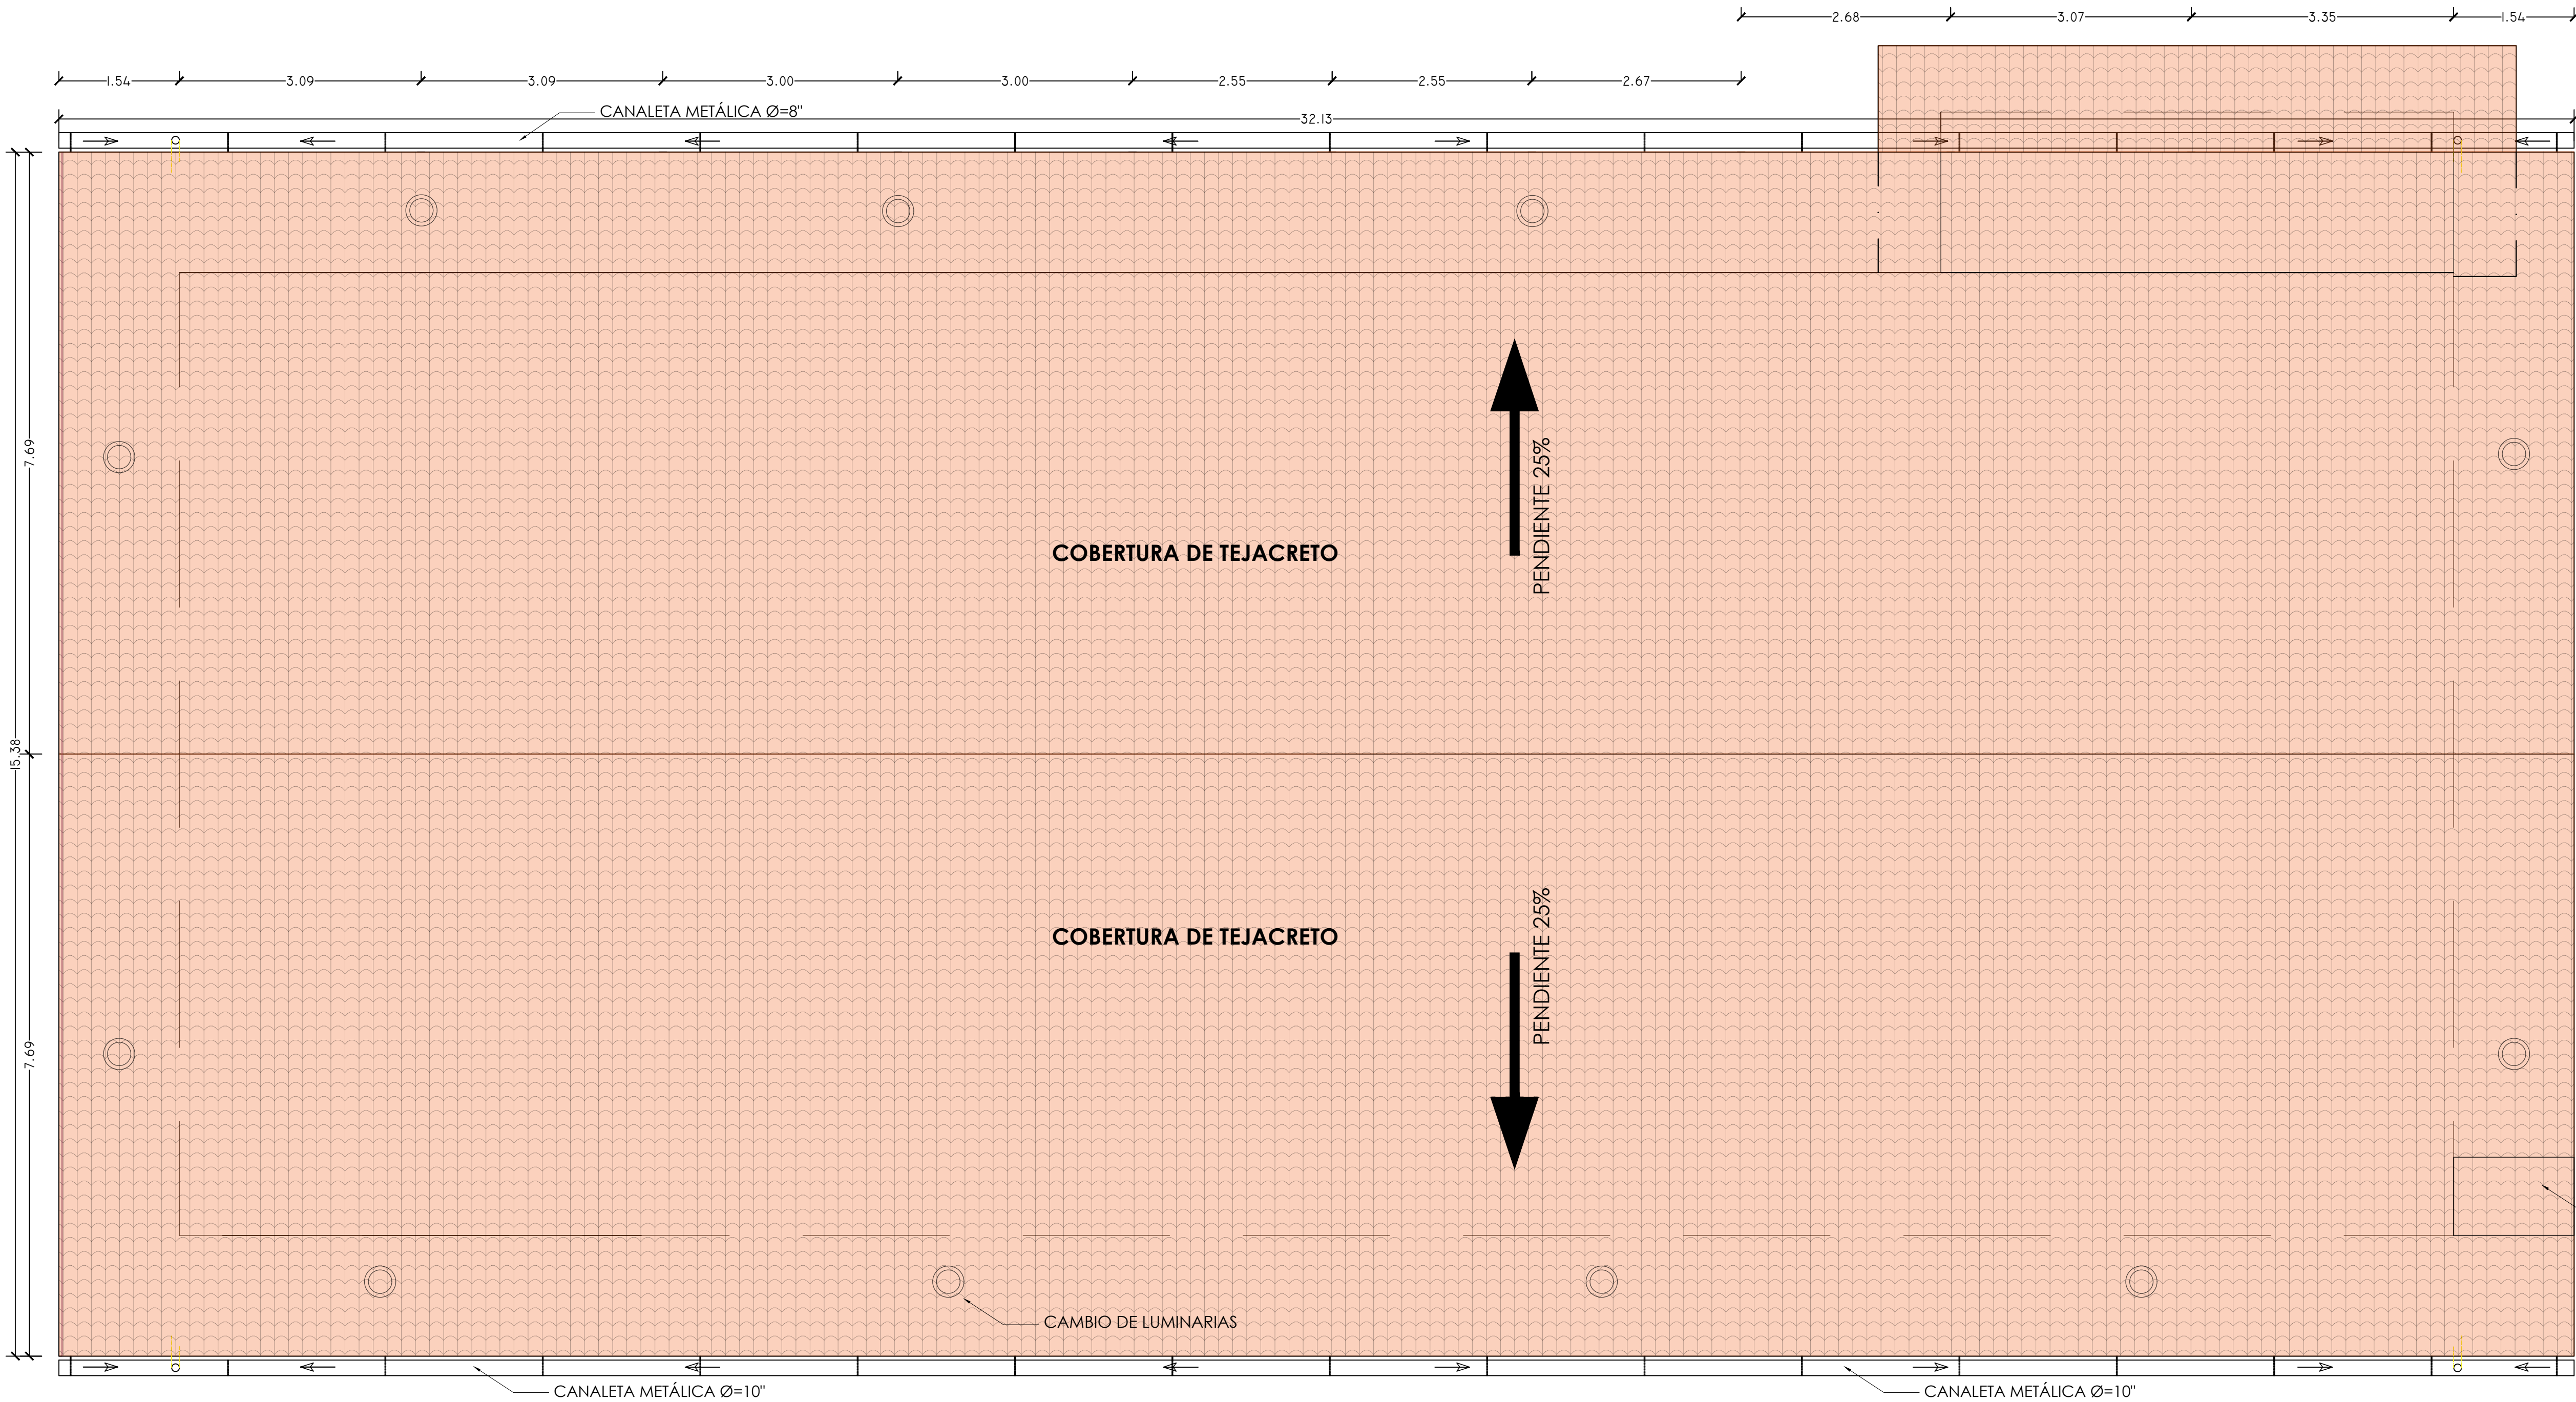 2.68
3.07
3.35
1.54
1.54
3.09
3.09
3.00
3.00
2.55
2.55
2.67
CANALETA METÁLICA Ø=8"
32.13
7.69
PENDIENTE 25%
COBERTURA DE TEJACRETO
15.38
PENDIENTE 25%
COBERTURA DE TEJACRETO
7.69
CAMBIO DE LUMINARIAS
CANALETA METÁLICA Ø=10"
CANALETA METÁLICA Ø=10"